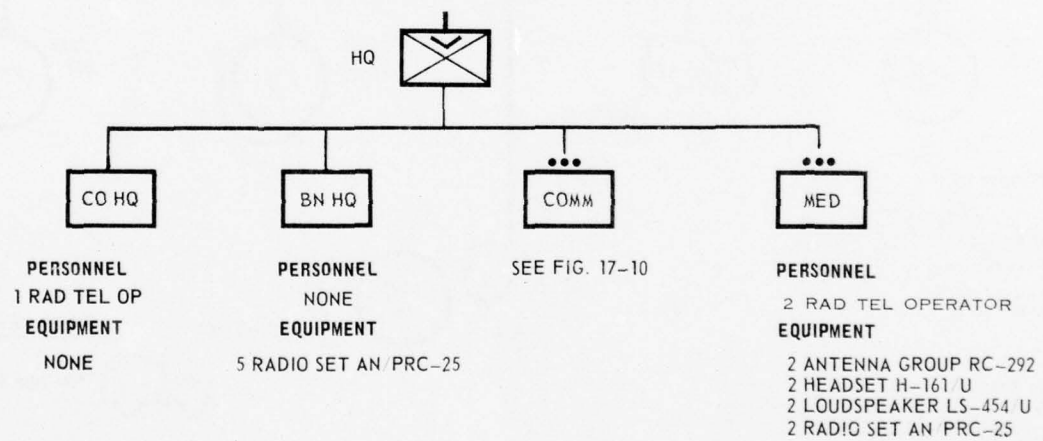 HQ
CO HQ
BN HQ
COMM
MED
PERSONNEL
1 RAD TEL OP
EQUIPMENT
NONE
PERSONNEL
NONE
EQUIPMENT
5 RADIO SET AN/PRC-25
SEE FIG. 17-10
PERSONNEL
2 RAD TEL OPERATOR
EQUIPMENT
2 ANTENNA GROUP RC-292
2 HEADSET H-161/U
2 LOUDSPEAKER LS-454/U
2 RADIO SET AN/PRC-25